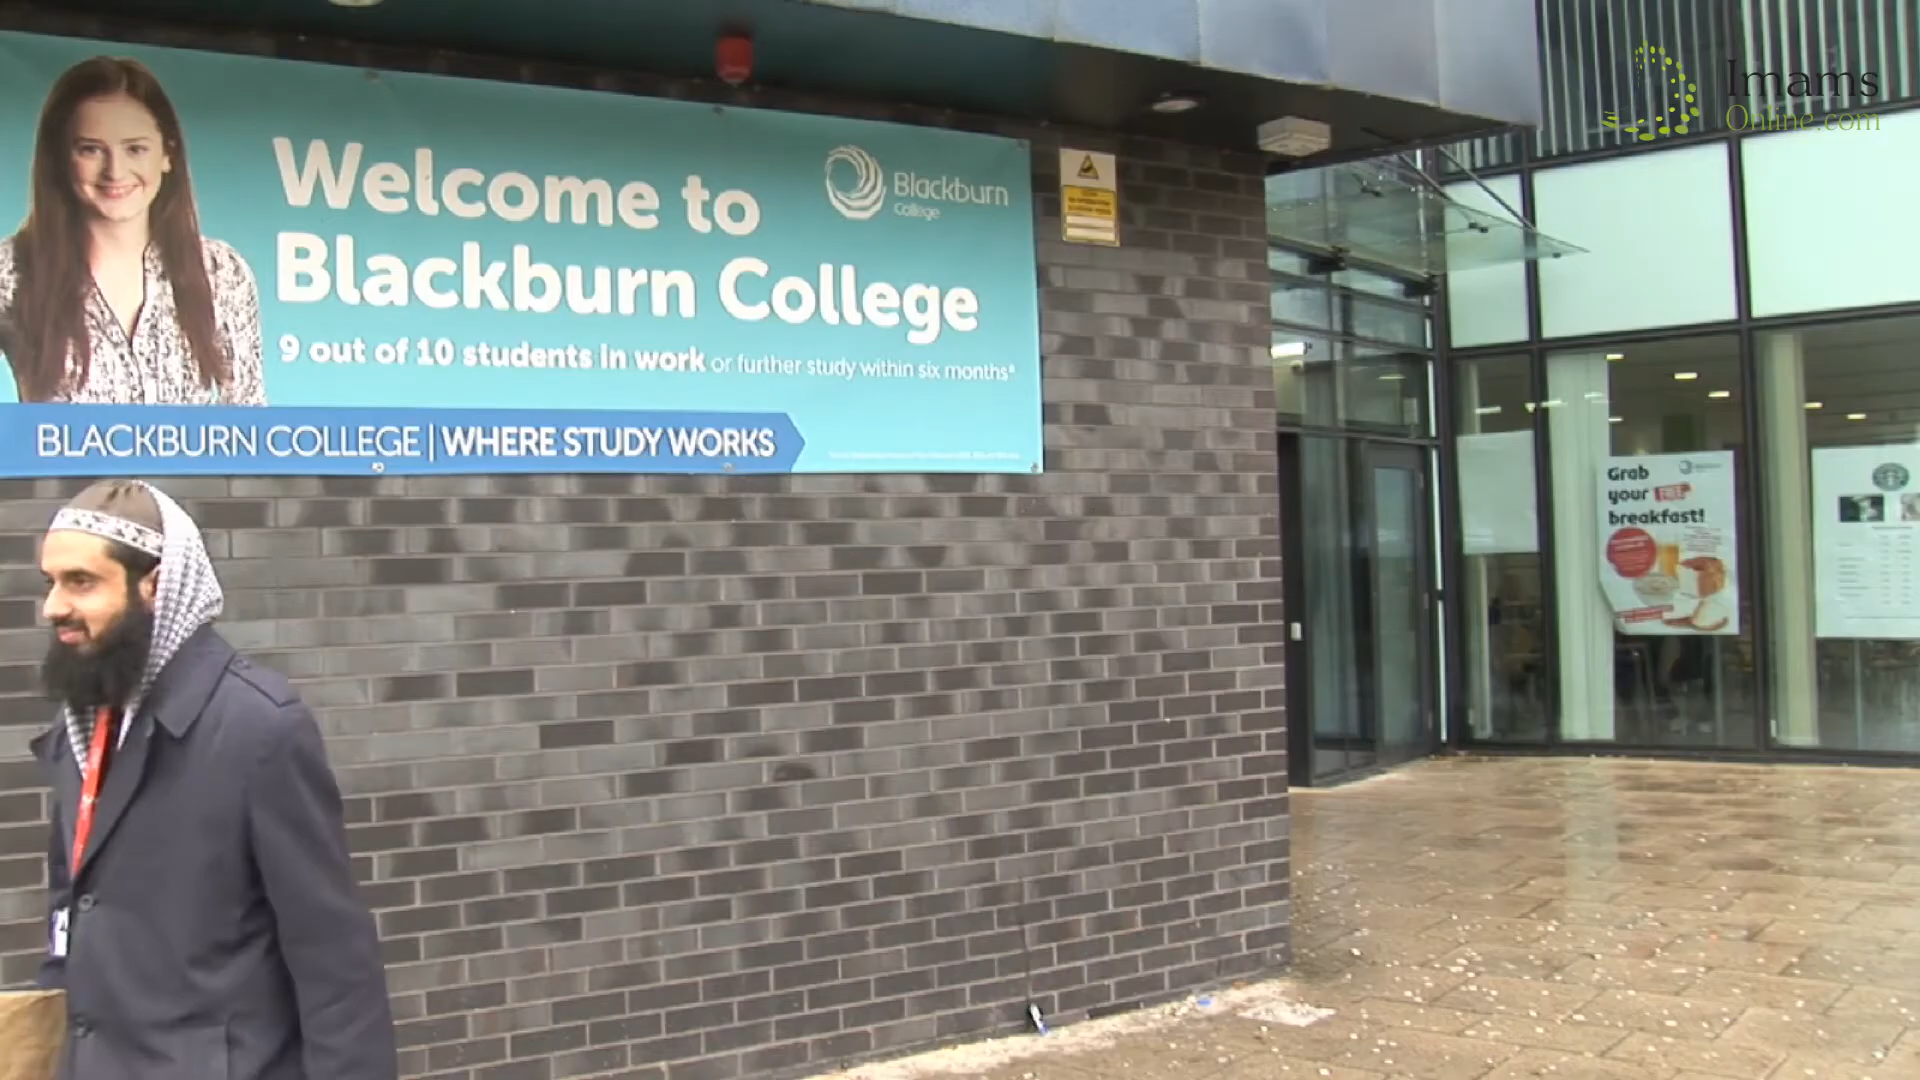 Imams
Online.com
Welcome to
Blackburn College
Blackburn
College
9 out of 10 students in work or further study within six months*
BLACKBURN COLLEGE | WHERE STUDY WORKS
Grab
your
breakfast!